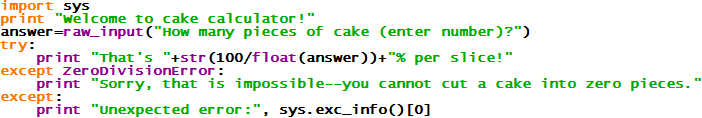 import sys
print "Welcome to cake calculator!"
answer=raw_input("How many pieces of cake (enter number)?")
try:
    print "That's "+str(100/float(answer))+"% per slice!"
except ZeroDivisionError:
    print "Sorry, that is impossible--you cannot cut a cake into zero pieces."
except:
    print "Unexpected error:", sys.exc_info()[0]